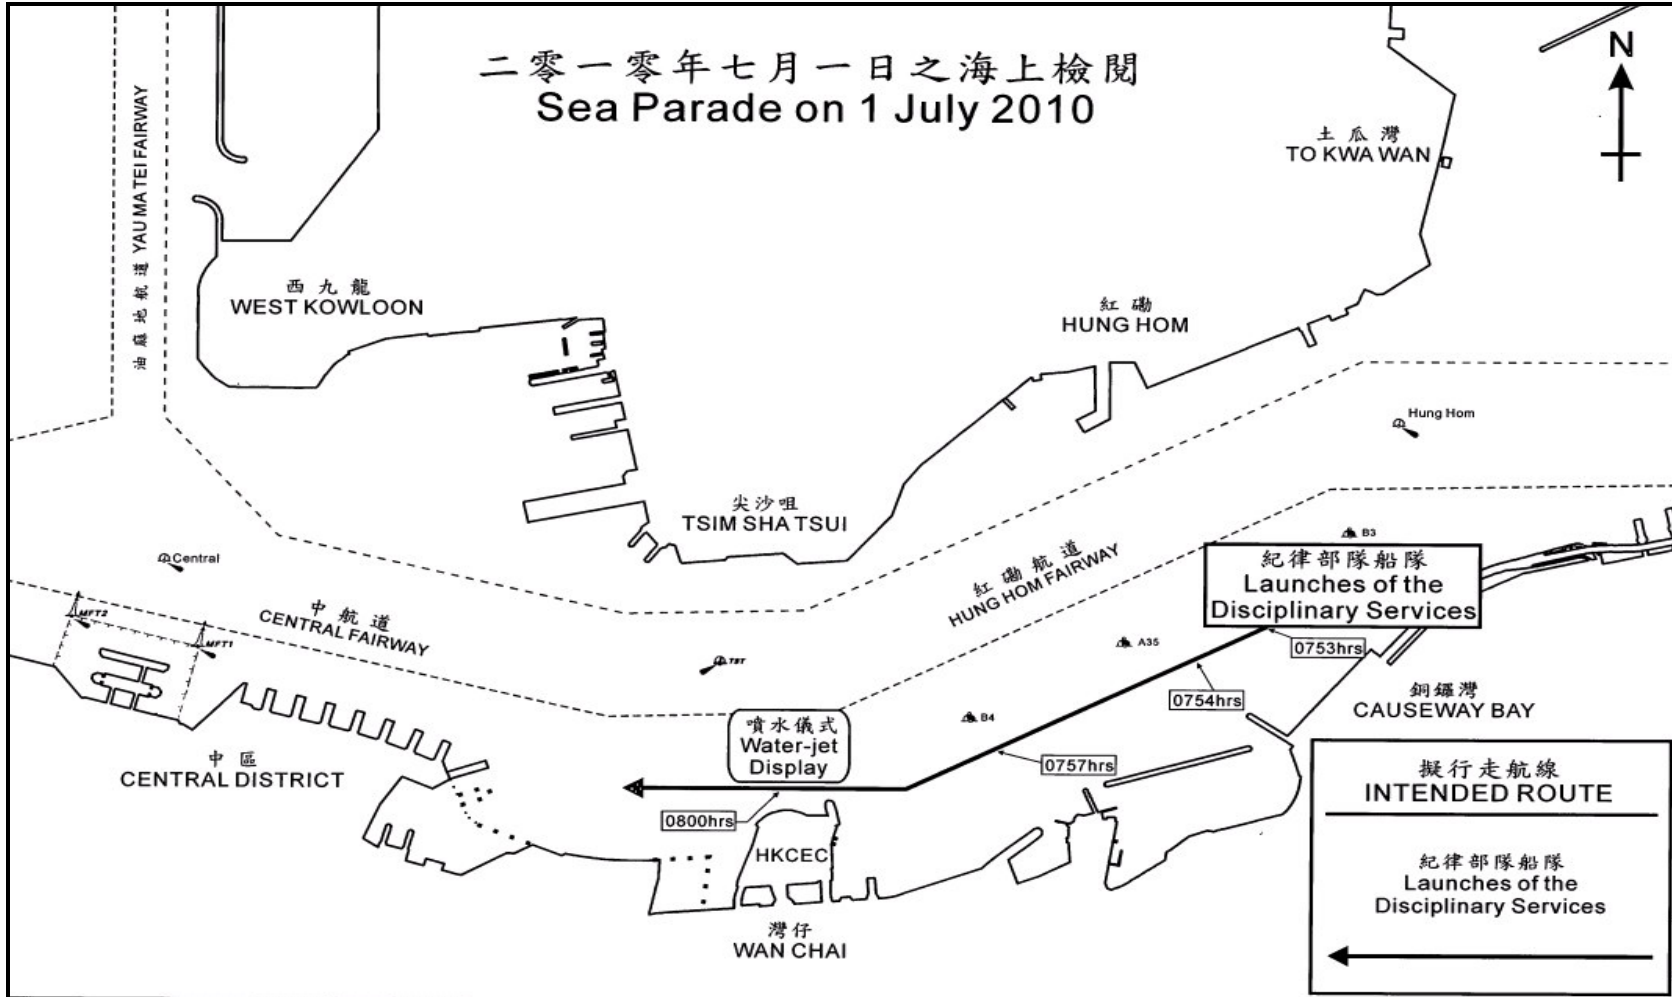 二零一零年七月一日之海上檢閱
Sea Parade on 1 July 2010
N
土瓜灣
TO KWA WAN
油麻地航道 YAU MA TEI FAIRWAY
西九龍
WEST KOWLOON
紅磡
HUNG HOM
Hung Hom
尖沙咀
TSIM SHA TSUI
B3
紅磡航道
HUNG HOM FAIRWAY
紀律部隊船隊
Launches of the
Disciplinary Services
Central
中航道
CENTRAL FAIRWAY
MFT2
MFT1
TST
A35
0753hrs
0754hrs
銅鑼灣
CAUSEWAY BAY
B4
噴水儀式
Water-jet
Display
0757hrs
中區
CENTRAL DISTRICT
0800hrs
HKCEC
灣仔
WAN CHAI
擬行走航線
INTENDED ROUTE
紀律部隊船隊
Launches of the
Disciplinary Services